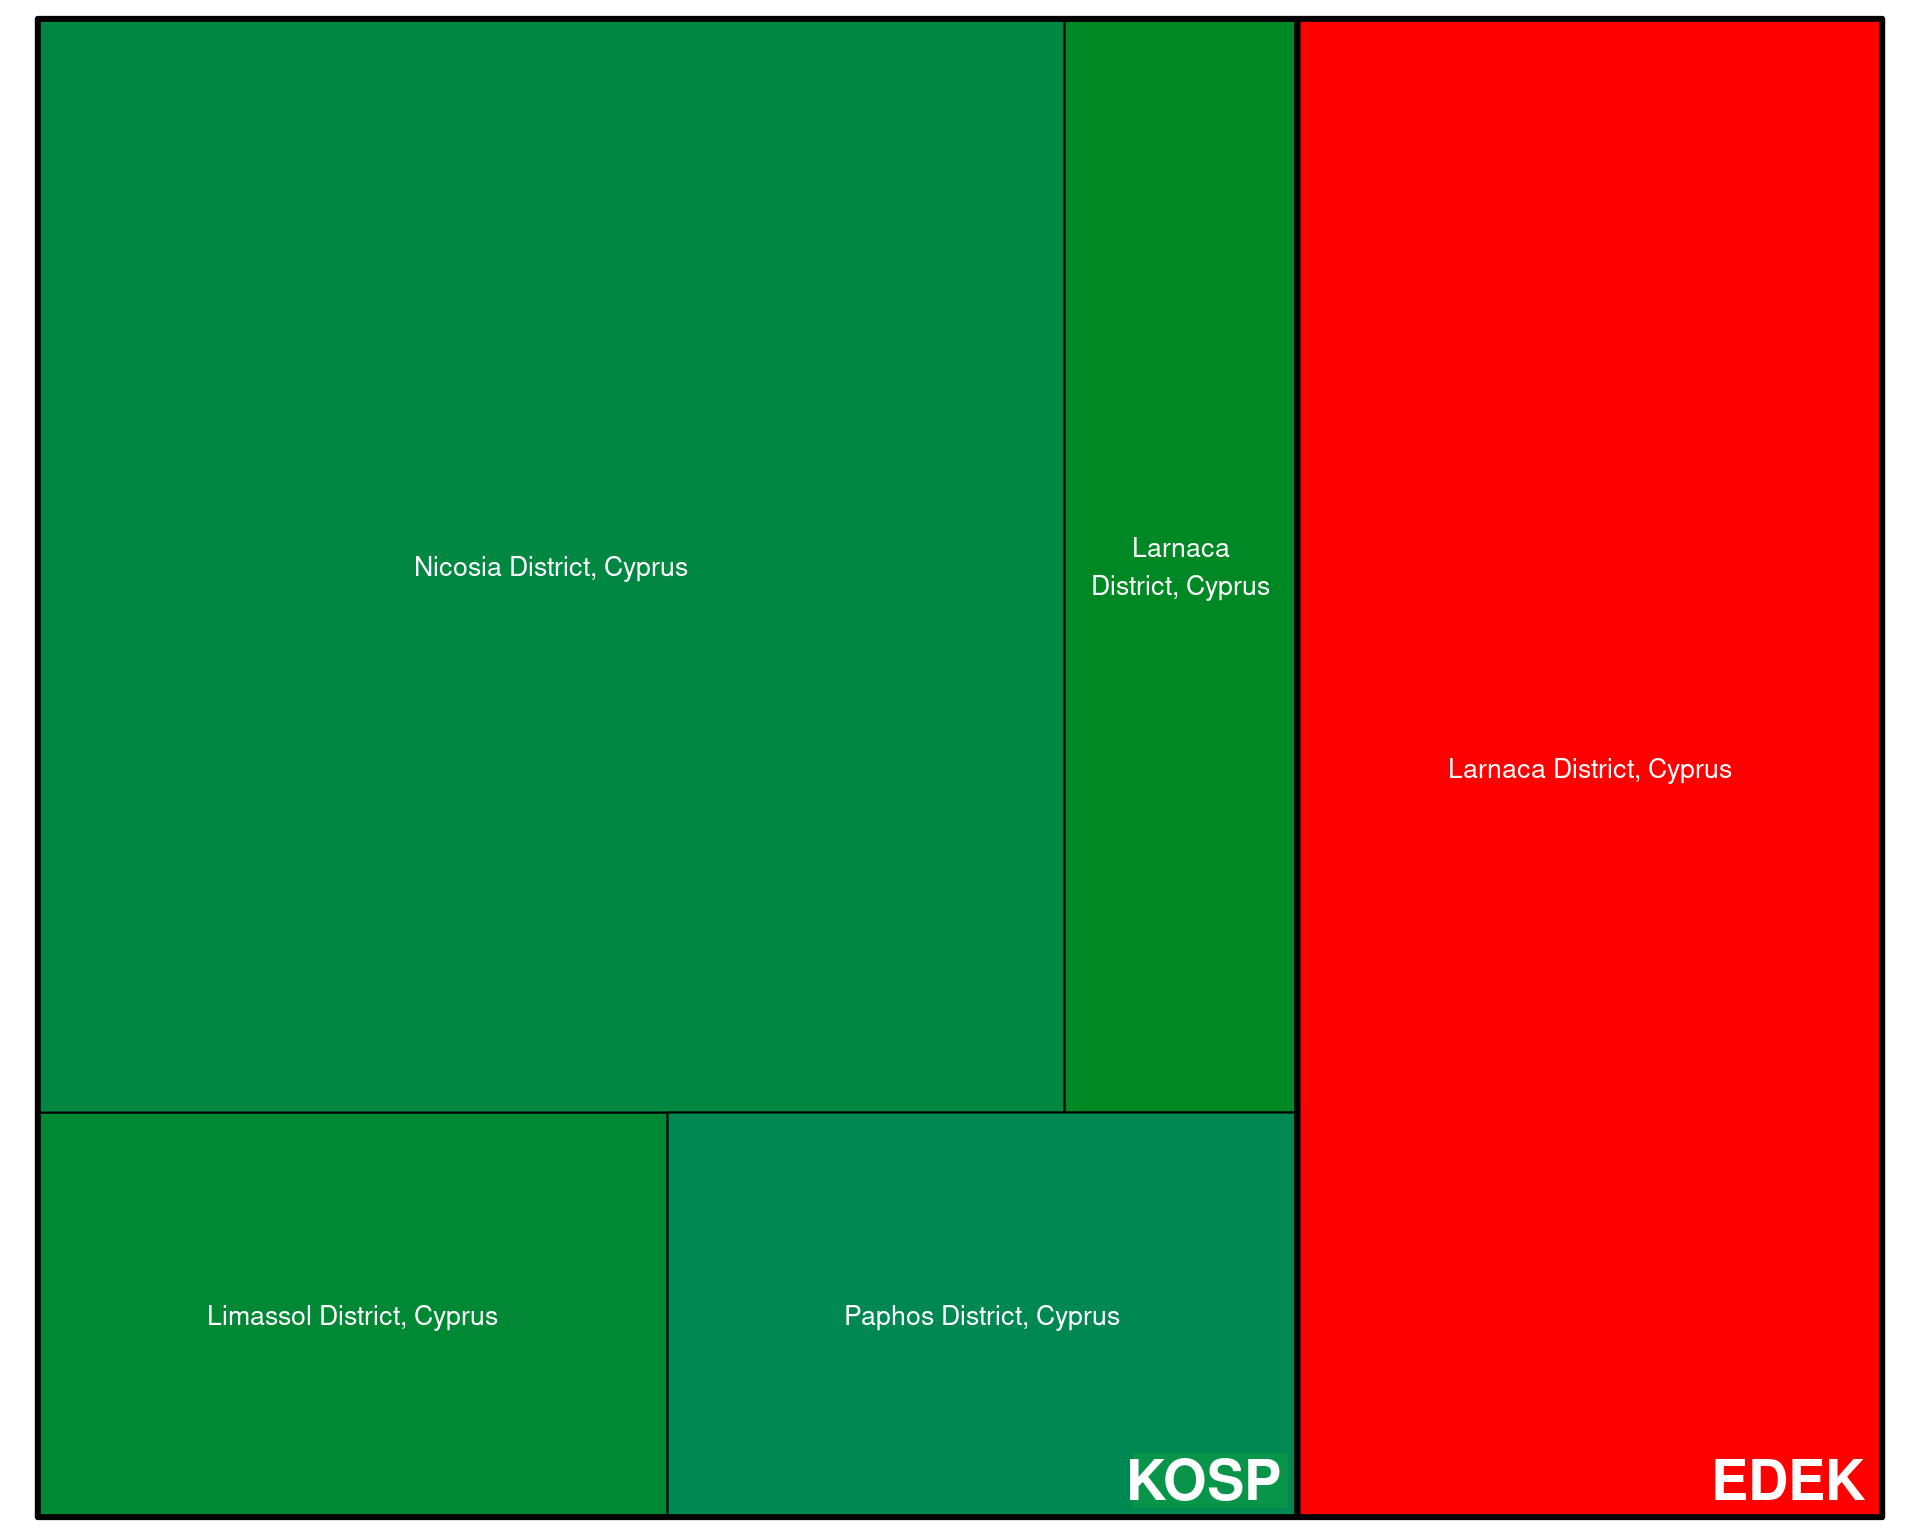 Nicosia District, Cyprus
Larnaca
District, Cyprus
Larnaca District, Cyprus
Limassol District, Cyprus
Paphos District, Cyprus
KOSP
EDEK